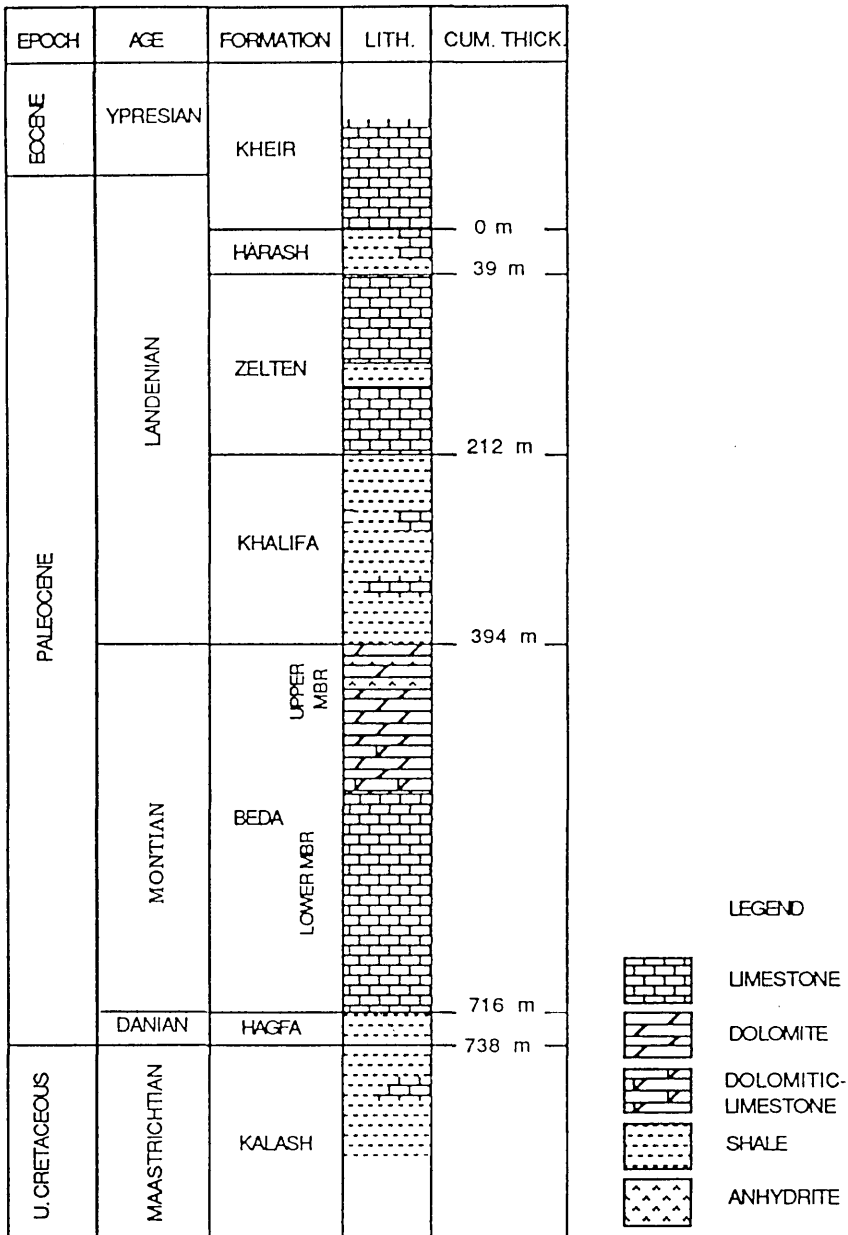 EPOCH AGE FORMATION LITH. CUM. THICK.
EOCENE
YPRESIAN
KHEIR
0 m
HARASH
39 m
ZELTEN
LANDENIAN
212 m
KHALIFA
PALEOCENE
394 m
UPPER
MBR
BEDA
MONTIAN
LOWER MBR
716 m
DANIAN HAGFA
738 m
U. CRETACEOUS
MAASTRICHTIAN
KALASH
LEGEND
LIMESTONE
DOLOMITE
DOLOMITIC-
LIMESTONE
SHALE
ANHYDRITE